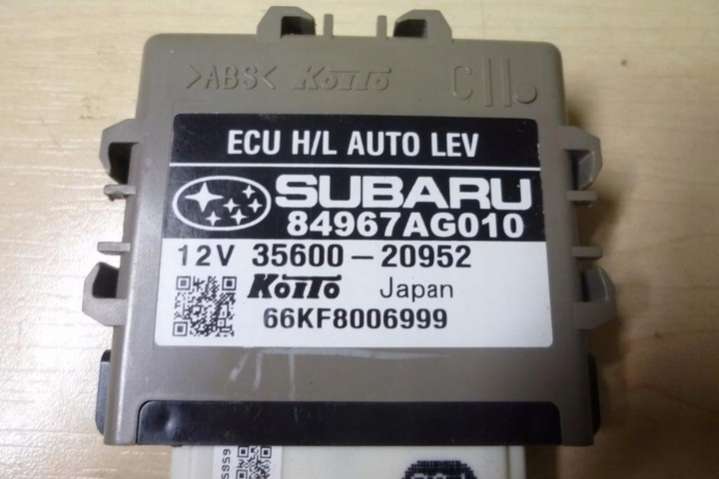 >ABS< KOITO
ECU H/L AUTO LEV
SUBARU
84967AG010
12V 35600-20952
KOITO Japan
66KF8006999